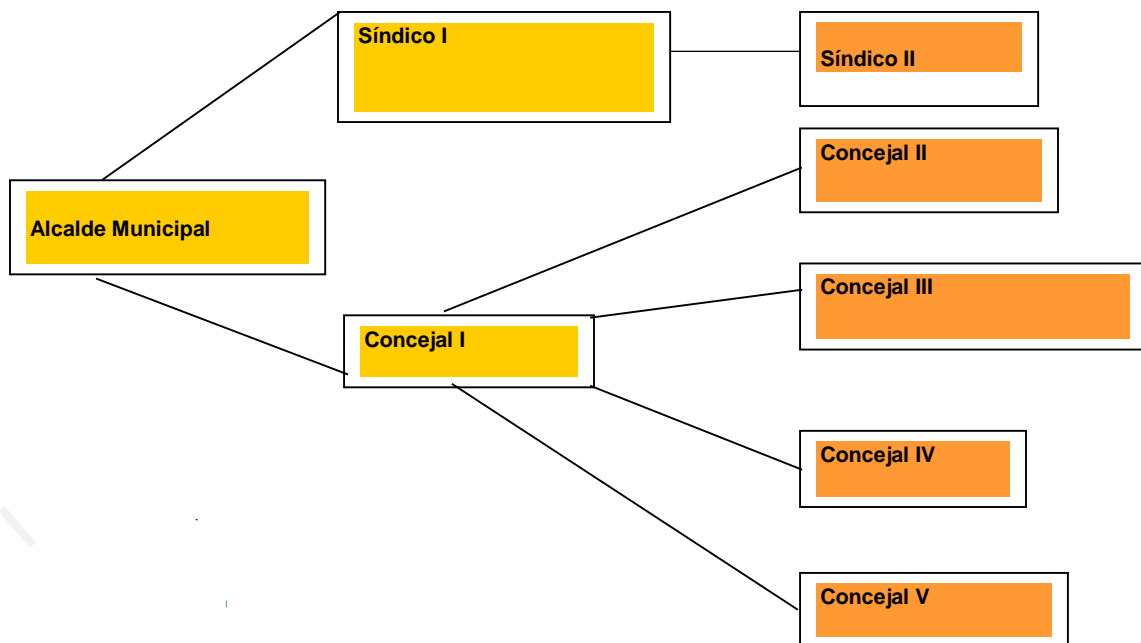 Síndico I
Síndico II
Concejal II
Alcalde Municipal
Concejal III
Concejal I
Concejal IV
Concejal V